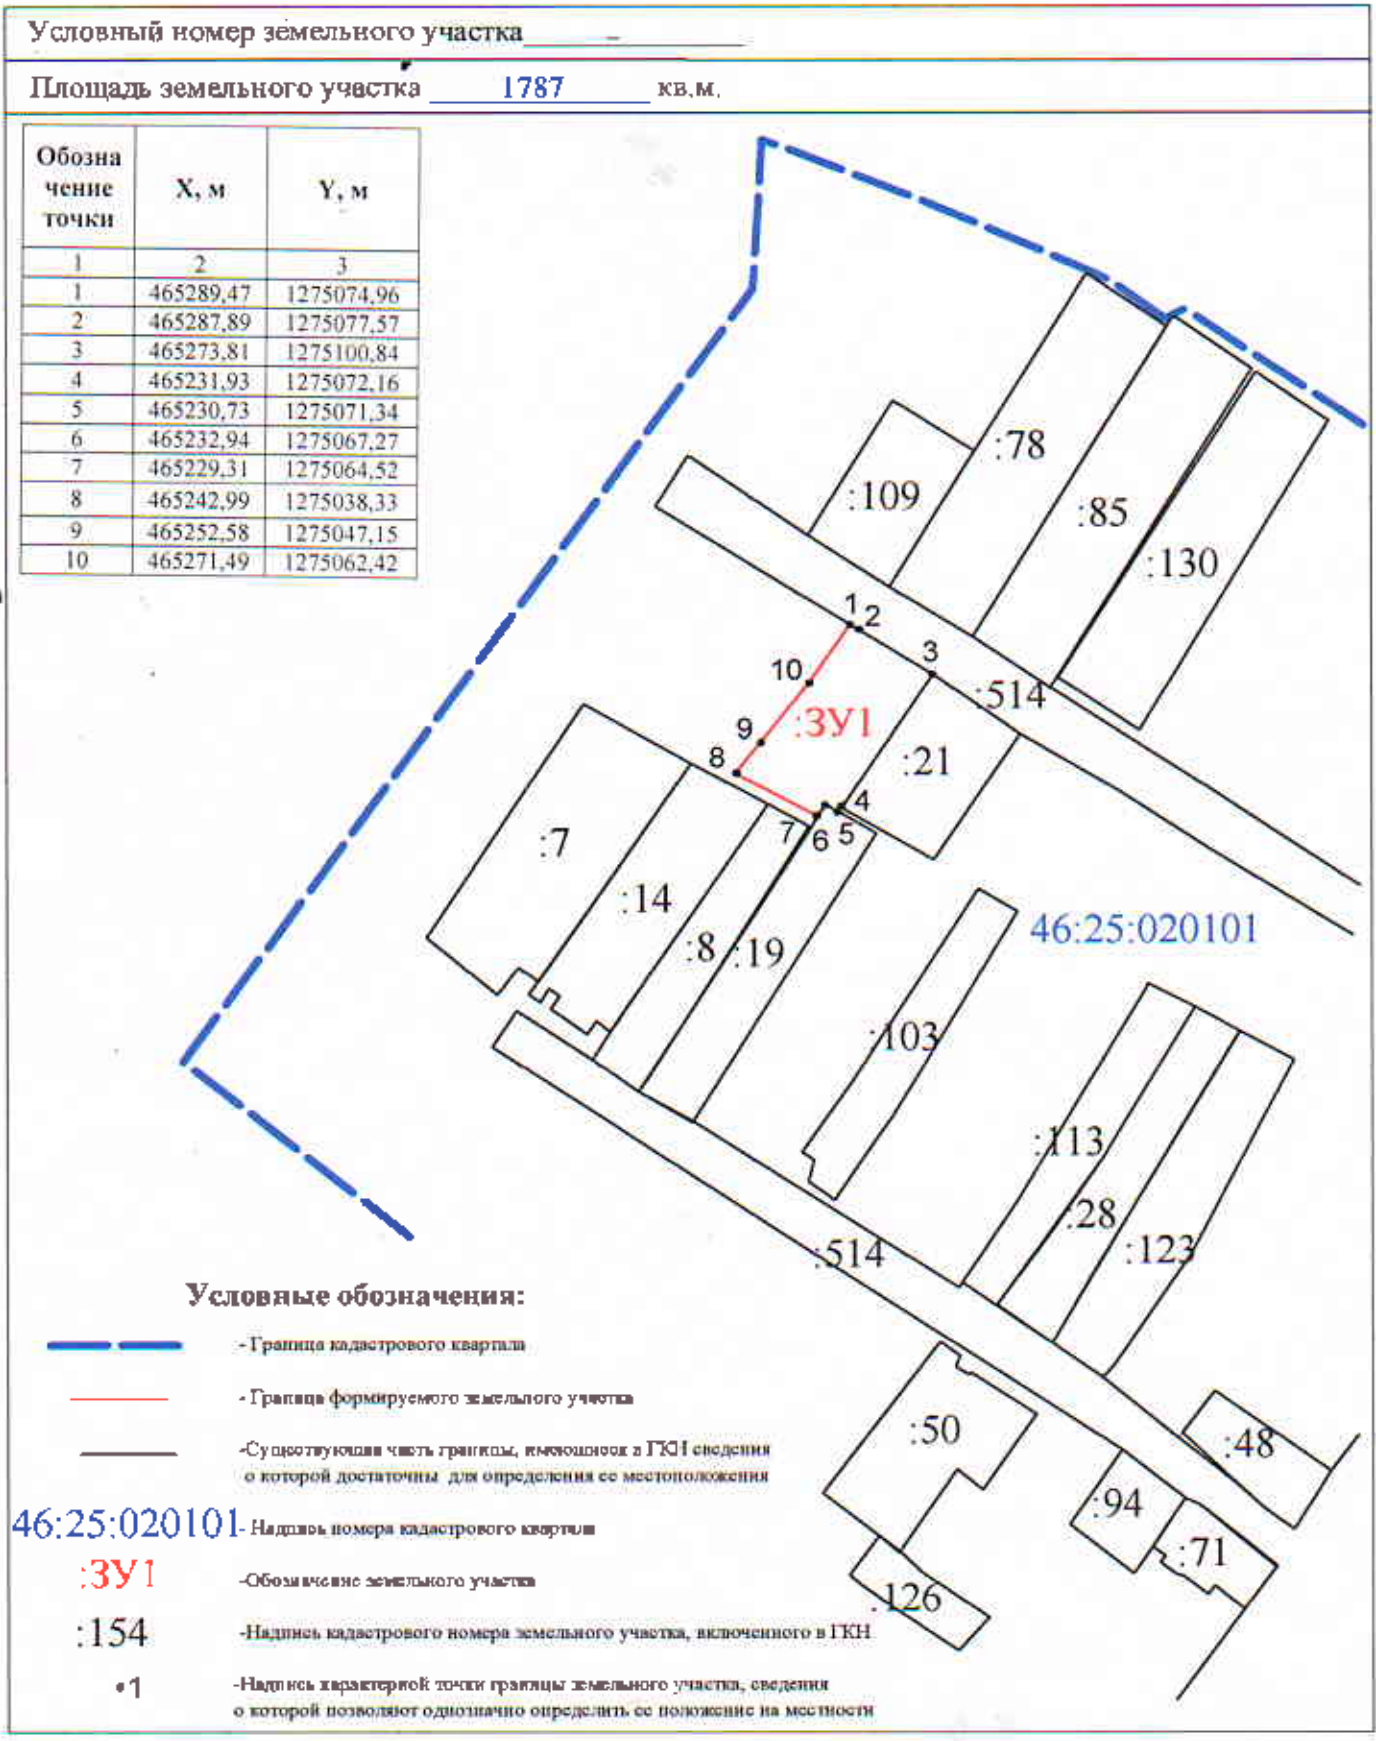 Условный номер земельного участка –
Площадь земельного участка 1787 кв.м.
Обозна
чение
точки
X, м
Y, м
1 2 3
1 465289,47 1275074,96
2 465287,89 1275077,57
3 465273,81 1275100,84
4 465231,93 1275072,16
5 465230,73 1275071,34
6 465232,94 1275067,27
7 465229,31 1275064,52
8 465242,99 1275038,33
9 465252,58 1275047,15
10 465271,49 1275062,42
:78
:109
:85
:130
1
2
3
10
:514
:ЗУ1
9
8
:21
4
7
6
5
:7
:14
:8
:19
46:25:020101
:103
:113
:28
:123
:514
:50
:48
:94
:71
:126
Условные обозначения:
- Граница кадастрового квартала
- Граница формируемого земельного участка
-Существующая часть границы, имеющиеся в ГКН сведения
о которой достаточны для определения ее местоположения
46:25:020101
- Надпись номера кадастрового квартала
:ЗУ1
-Обозначение земельного участка
:154
-Надпись кадастрового номера земельного участка, включенного в ГКН
•1
-Надпись характерной точки границы земельного участка, сведения
о которой позволяют однозначно определить ее положение на местности